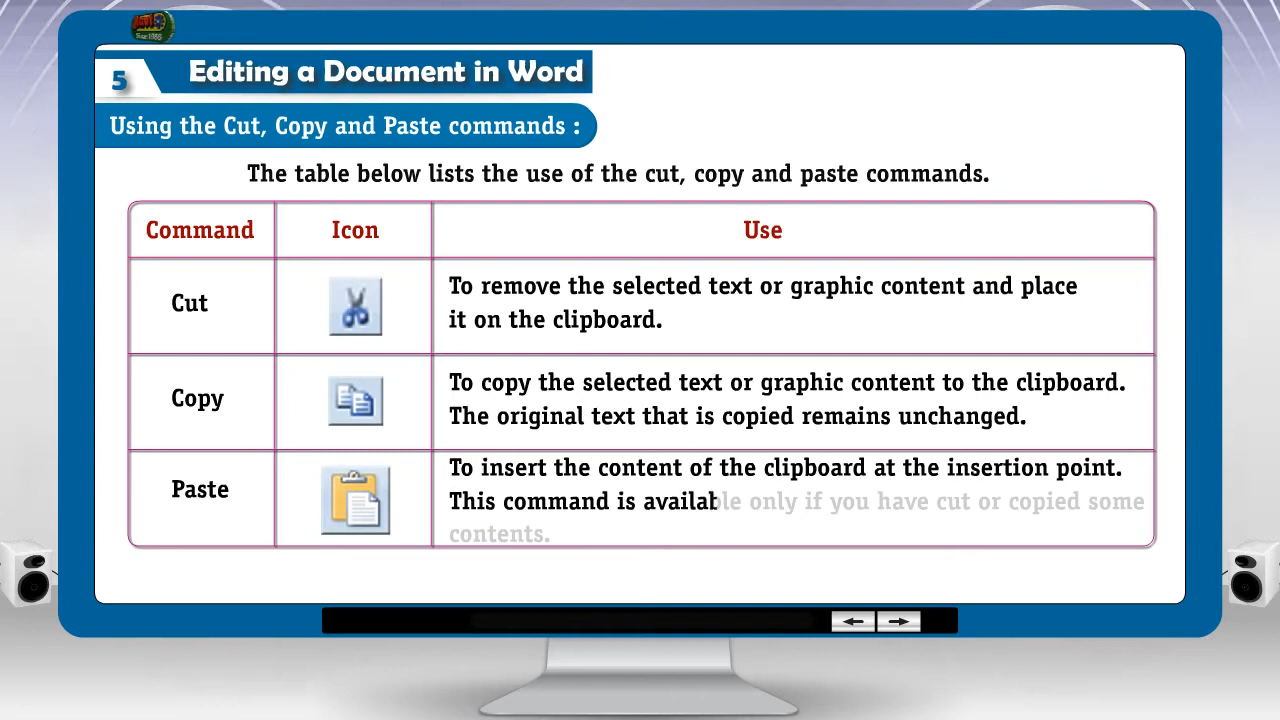 5
Editing a Document in Word
Using the Cut, Copy and Paste commands :
The table below lists the use of the cut, copy and paste commands.
Command Icon Use
Cut
To remove the selected text or graphic content and place
it on the clipboard.
Copy
To copy the selected text or graphic content to the clipboard.
The original text that is copied remains unchanged.
Paste
To insert the content of the clipboard at the insertion point.
This command is available only if you have cut or copied some
contents.